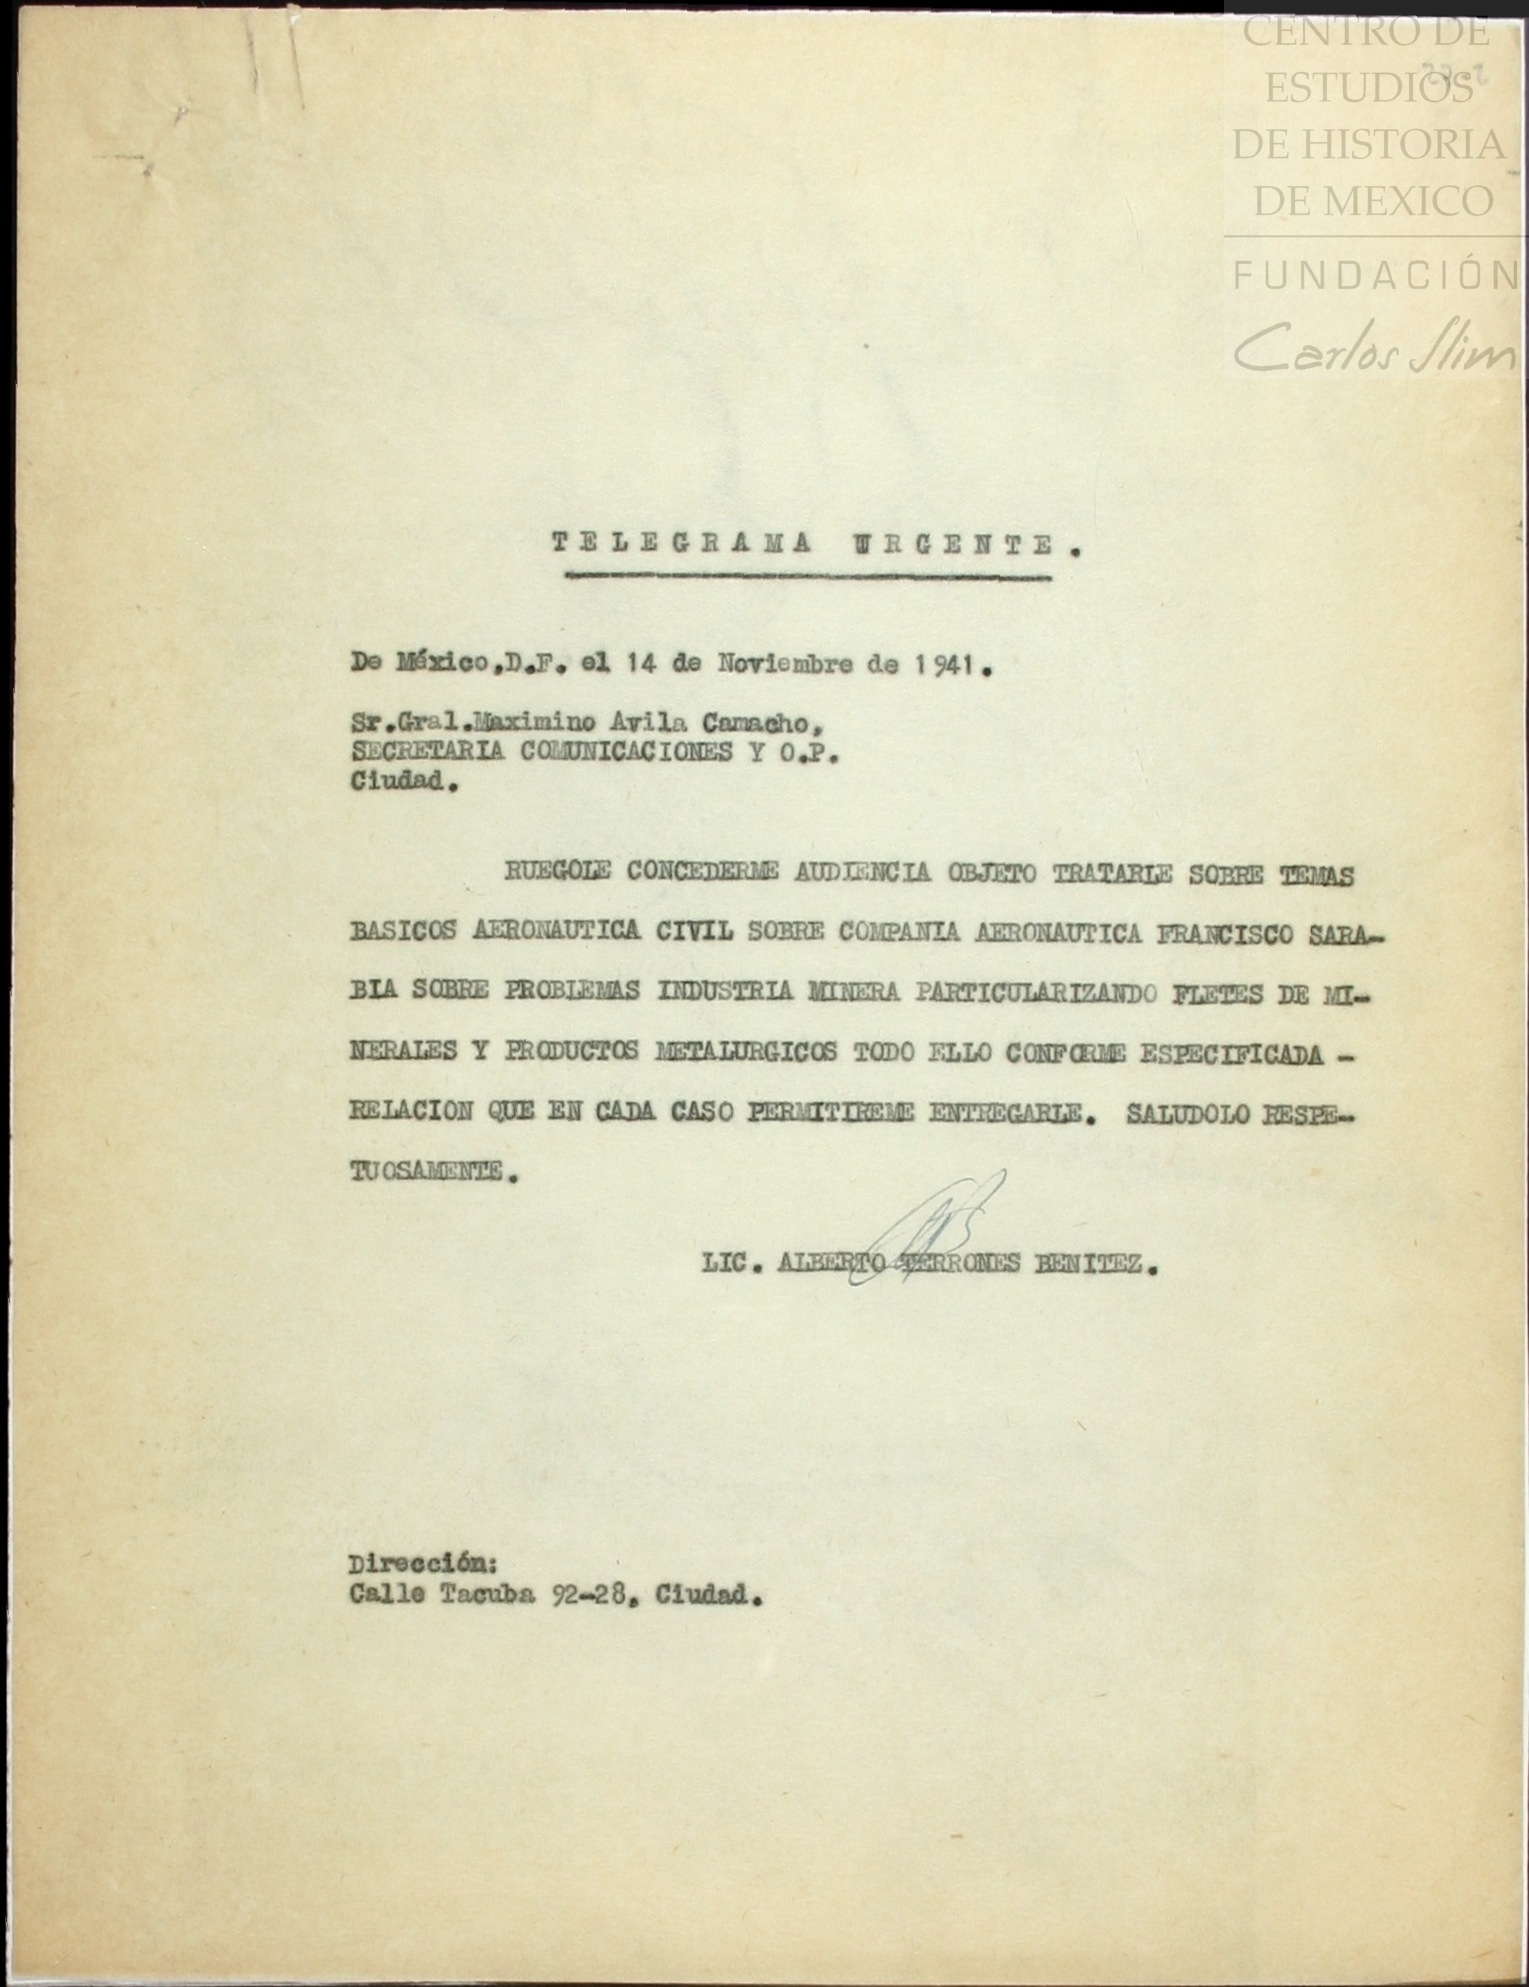 CENTRO DE
ESTUDIOS
DE HISTORIA
DE MEXICO
FUNDACIÓN
Carlos Slim
TELEGRAMA URGENTE.
De México,D.F. el 14 de Noviembre de 1941.
Sr.Gral.Maximino Avila Camacho,
SECRETARIA COMUNICACIONES Y O.P.
Ciudad.
RUEGOLE CONCEDERME AUDIENCIA OBJETO TRATARLE SOBRE TEMAS
BASICOS AERONAUTICA CIVIL SOBRE COMPANIA AERONAUTICA FRANCISCO SARA-
BIA SOBRE PROBLEMAS INDUSTRIA MINERA PARTICULARIZANDO FLETES DE MI-
NERALES Y PRODUCTOS METALURGICOS TODO ELLO CONFORME ESPECIFICADA -
RELACION QUE EN CADA CASO PERMITIREME ENTREGARLE. SALUDOLO RESPE-
TUOSAMENTE.
LIC. ALBERTO TERRONES BENITEZ.
Dirección:
Calle Tacuba 92-28, Ciudad.